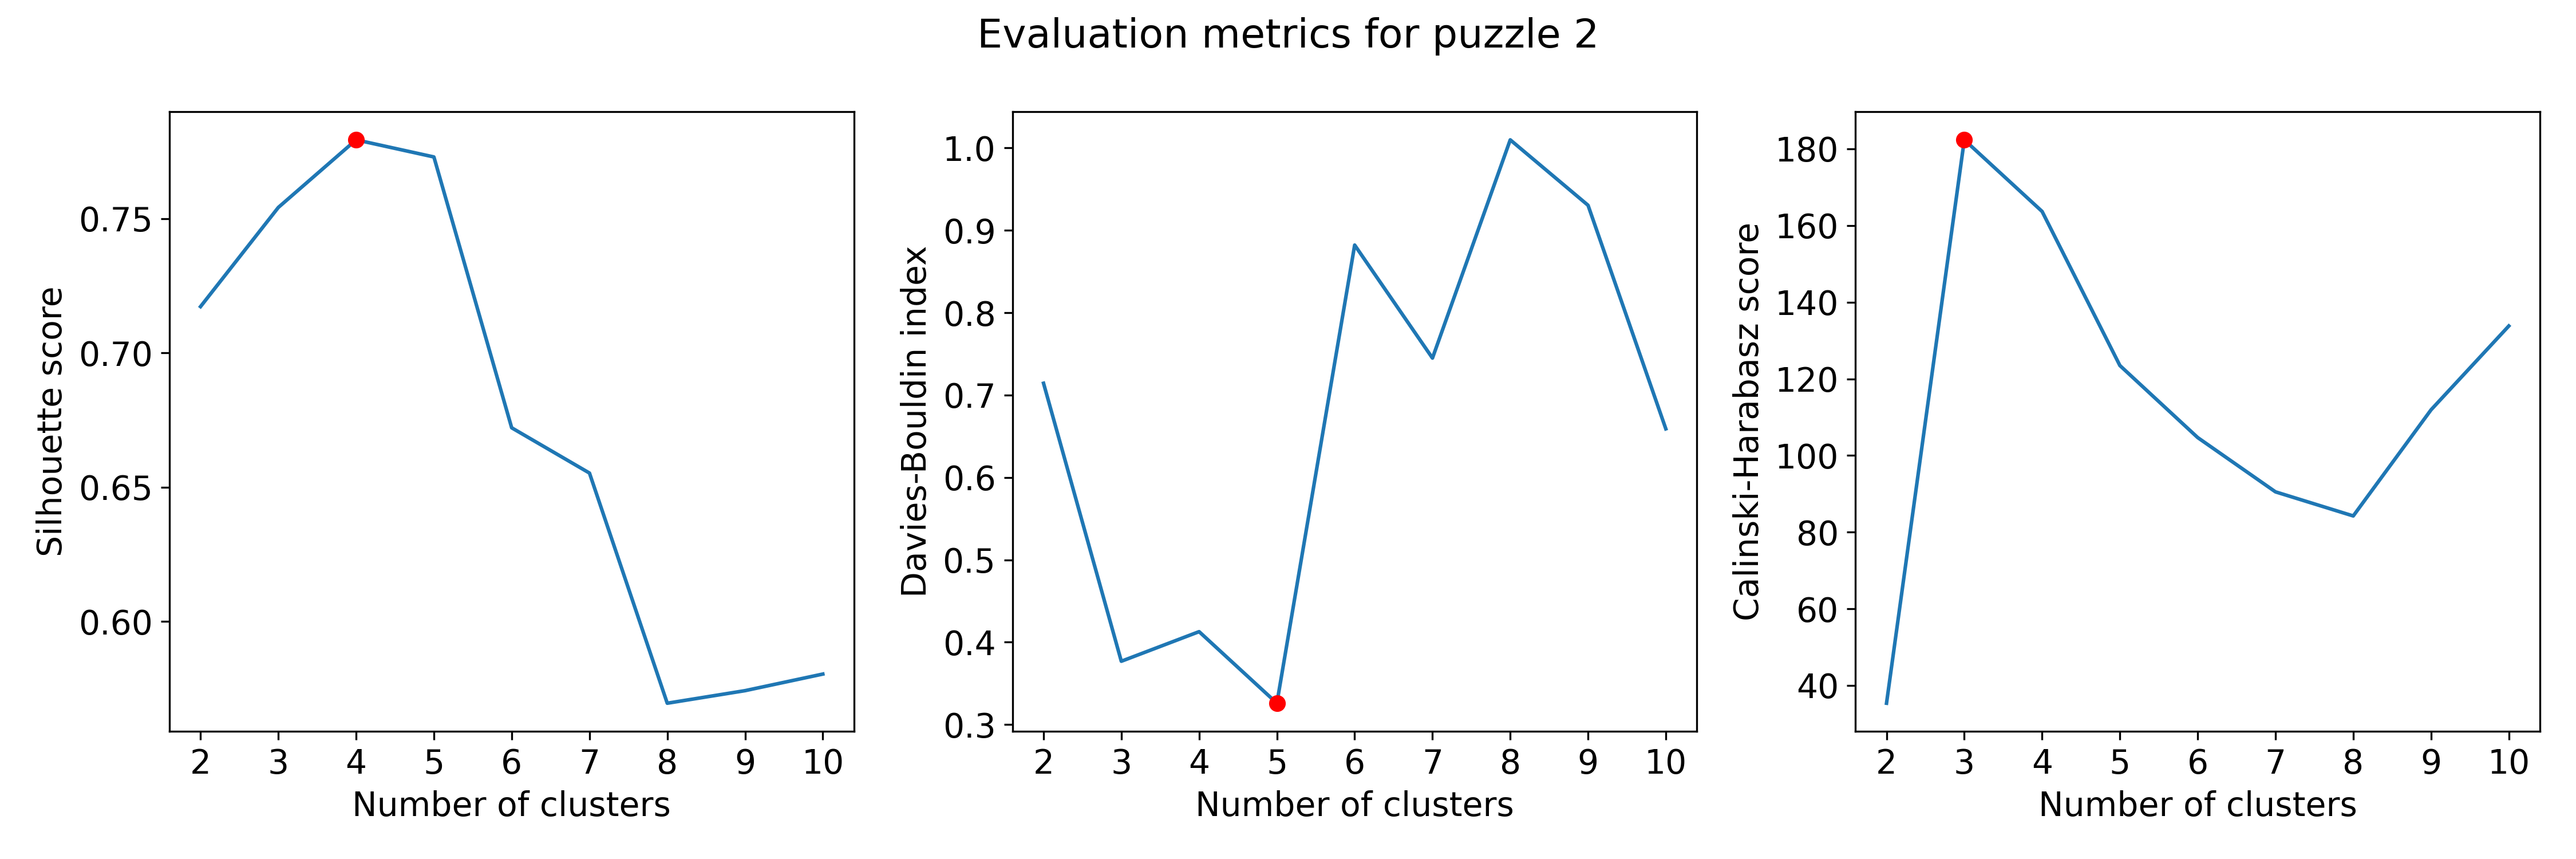 Evaluation metrics for puzzle 2
Silhouette score
0.75
0.70
0.65
0.60
2 3 4 5 6 7 8 9 10
Number of clusters
Davies-Bouldin index
1.0
0.9
0.8
0.7
0.6
0.5
0.4
0.3
2 3 4 5 6 7 8 9 10
Number of clusters
Calinski-Harabasz score
180
160
140
120
100
80
60
40
2 3 4 5 6 7 8 9 10
Number of clusters